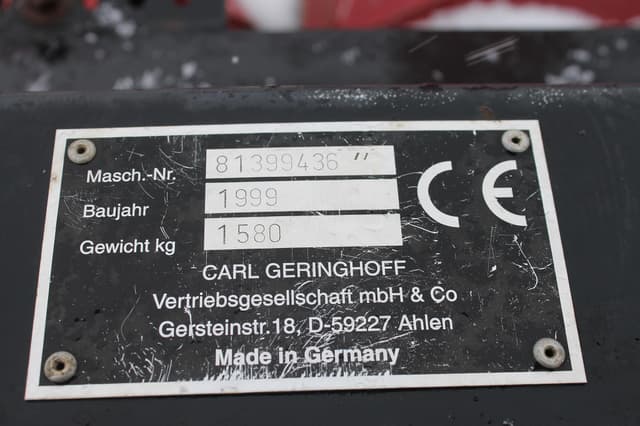 Masch.-Nr. 81399436 "
Baujahr 1999
Gewicht kg 1580
CE
CARL GERINGHOFF
Vertriebsgesellschaft mbH & Co
Gersteinstr.18, D-59227 Ahlen
Made in Germany